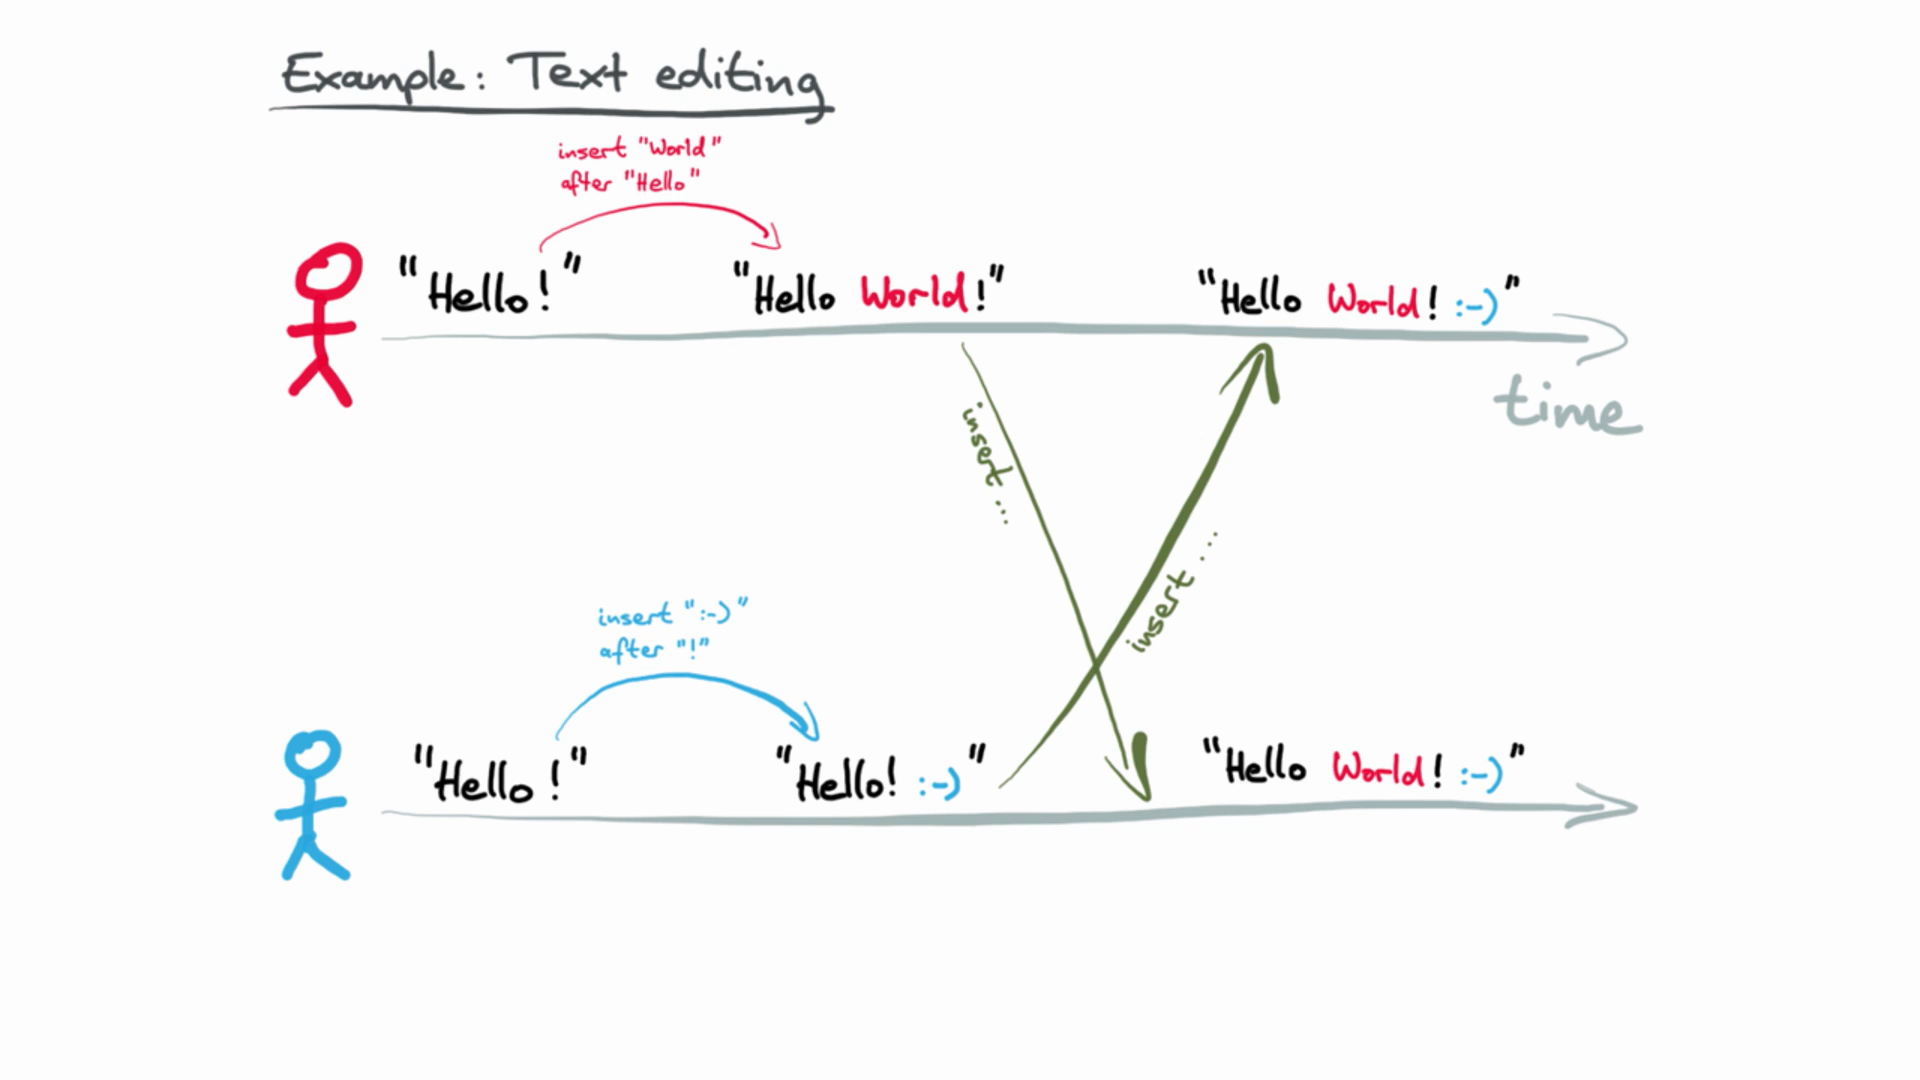 Example: Text editing
insert "World"
after "Hello"
"Hello!"
"Hello World!"
"Hello World! :-)"
time
insert ...
insert ...
insert ":-)"
after "!"
"Hello!"
"Hello! :-)"
"Hello World! :-)"